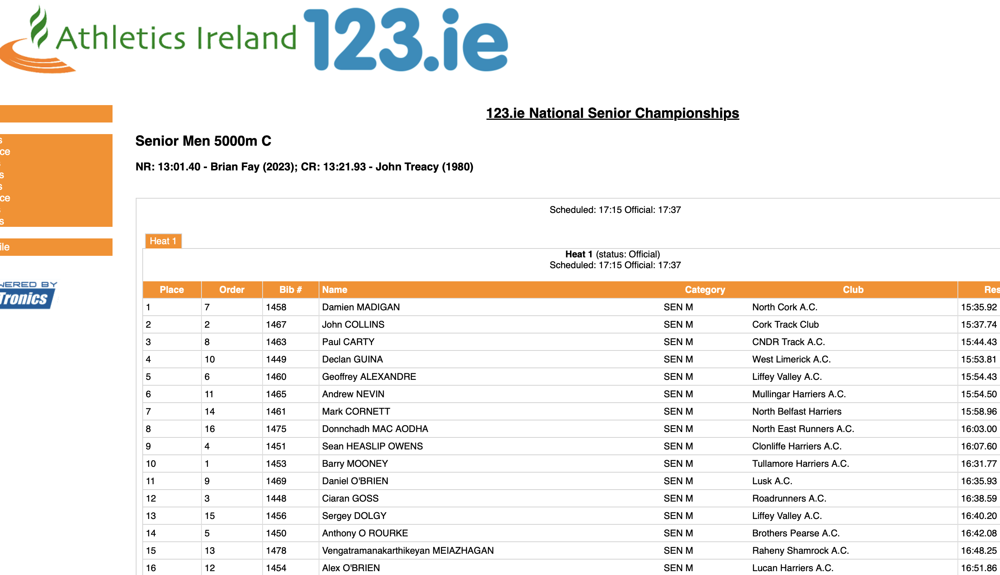 Athletics Ireland 123.ie
123.ie National Senior Championships
Senior Men 5000m C
NR: 13:01.40 - Brian Fay (2023); CR: 13:21.93 - John Treacy (1980)
s
ce
s
s
ce
s
ile
WERED BY
Tronics
Scheduled: 17:15 Official: 17:37
Heat 1
Heat 1 (status: Official)
Scheduled: 17:15 Official: 17:37
Place Order Bib # Name Category Club Res
1 7 1458 Damien MADIGAN SEN M North Cork A.C. 15:35.92
2 2 1467 John COLLINS SEN M Cork Track Club 15:37.74
3 8 1463 Paul CARTY SEN M CNDR Track A.C. 15:44.43
4 10 1449 Declan GUINA SEN M West Limerick A.C. 15:53.81
5 6 1460 Geoffrey ALEXANDRE SEN M Liffey Valley A.C. 15:54.43
6 11 1465 Andrew NEVIN SEN M Mullingar Harriers A.C. 15:54.50
7 14 1461 Mark CORNETT SEN M North Belfast Harriers 15:58.96
8 16 1475 Donnchadh MAC AODHA SEN M North East Runners A.C. 16:03.00
9 4 1451 Sean HEASLIP OWENS SEN M Clonliffe Harriers A.C. 16:07.60
10 1 1453 Barry MOONEY SEN M Tullamore Harriers A.C. 16:31.77
11 9 1469 Daniel O'BRIEN SEN M Lusk A.C. 16:35.93
12 3 1448 Ciaran GOSS SEN M Roadrunners A.C. 16:38.59
13 15 1456 Sergey DOLGY SEN M Liffey Valley A.C. 16:40.20
14 5 1450 Anthony O ROURKE SEN M Brothers Pearse A.C. 16:42.08
15 13 1478 Vengatramanakarthikeyan MEIAZHAGAN SEN M Raheny Shamrock A.C. 16:48.25
16 12 1454 Alex O'BRIEN SEN M Lucan Harriers A.C. 16:51.86